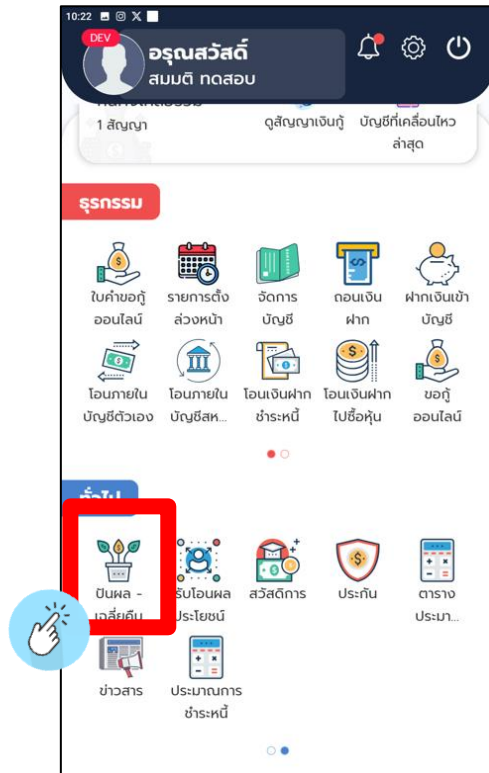 10:22
DEV
อรุณสวัสดิ์
สมมติ ทดสอบ
1 สัญญา
ดูสัญญาเงินกู้
บัญชีที่เคลื่อนไหว
ล่าสุด
ธุรกรรม
ใบคำขอกู้
ออนไลน์
รายการตั้ง
ล่วงหน้า
จัดการ
บัญชี
ถอนเงิน
ฝาก
ฝากเงินเข้า
บัญชี
โอนภายใน
บัญชีตัวเอง
โอนภายใน
บัญชีสห...
โอนเงินฝาก
ชำระหนี้
โอนเงินฝาก
ไปซื้อหุ้น
ขอกู้
ออนไลน์
ทั่วไป
ปันผล -
เฉลี่ยคืน
รับโอนผล
ประโยชน์
สวัสดิการ
ประกัน
ตาราง
ประมา...
ข่าวสาร
ประมาณการ
ชำระหนี้